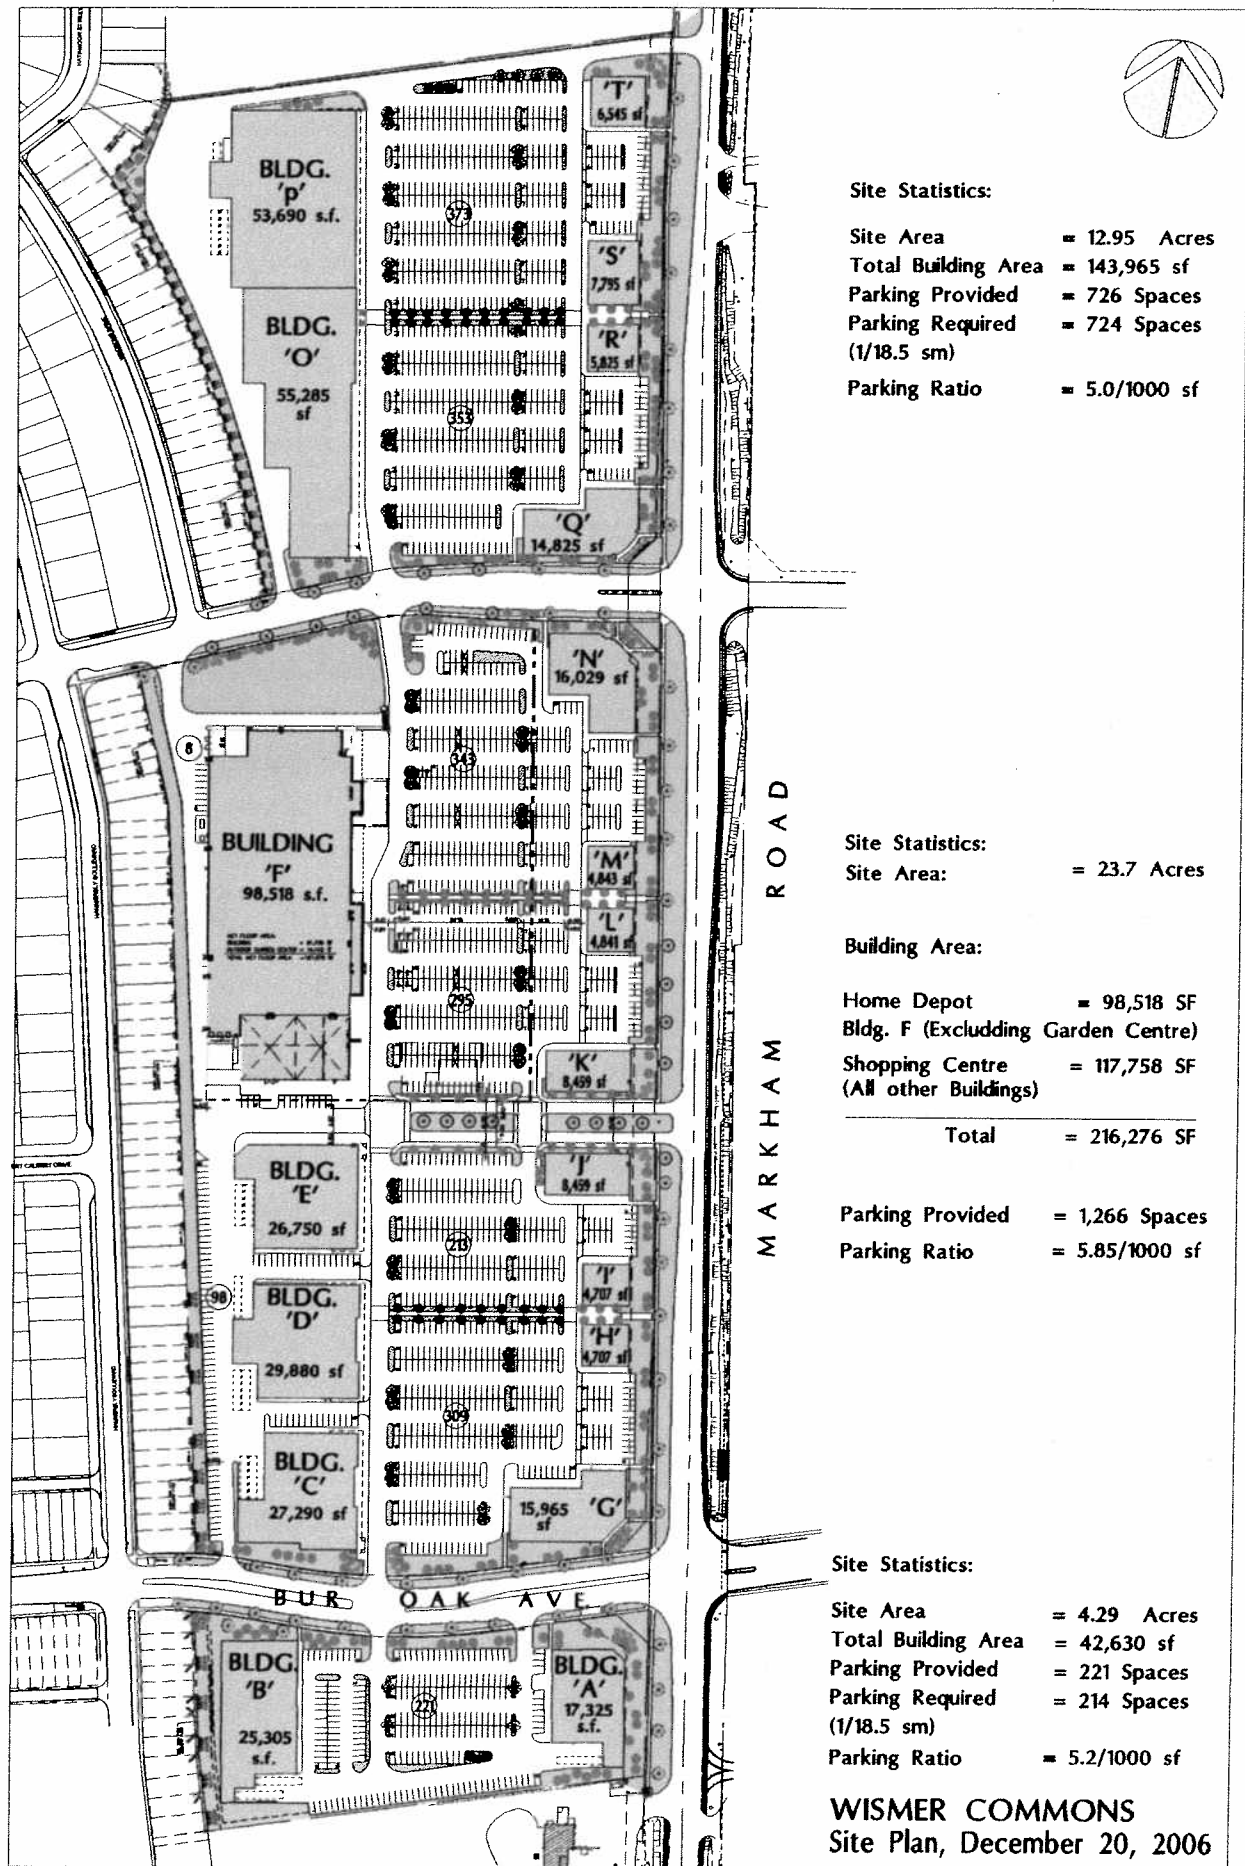 'T'
6,545 sf
BLDG.
'P'
53,690 s.f.
373
'S'
7,795 sf
BLDG.
'O'
55,285
sf
'R'
5,825 sf
353
'Q'
14,825 sf
Site Statistics:
Site Area = 12.95 Acres
Total Building Area = 143,965 sf
Parking Provided = 726 Spaces
Parking Required = 724 Spaces
(1/18.5 sm)
Parking Ratio = 5.0/1000 sf
'N'
16,029 sf
8
343
BUILDING
'F'
98,518 s.f.
'M'
4,843 sf
'L'
4,841 sf
295
'K'
8,459 sf
MARKHAM ROAD
Site Statistics:
Site Area: = 23.7 Acres
Building Area:
Home Depot = 98,518 SF
Bldg. F (Excludding Garden Centre)
Shopping Centre = 117,758 SF
(All other Buildings)
Total = 216,276 SF
Parking Provided = 1,266 Spaces
Parking Ratio = 5.85/1000 sf
BLDG.
'E'
26,750 sf
'J'
8,459 sf
213
98
BLDG.
'D'
29,880 sf
'I'
4,707 sf
'H'
4,707 sf
309
BLDG.
'C'
27,290 sf
15,965 'G'
sf
BUR OAK AVE
BLDG.
'B'
25,305
s.f.
221
BLDG.
'A'
17,325
s.f.
Site Statistics:
Site Area = 4.29 Acres
Total Building Area = 42,630 sf
Parking Provided = 221 Spaces
Parking Required = 214 Spaces
(1/18.5 sm)
Parking Ratio = 5.2/1000 sf
WISMER COMMONS
Site Plan, December 20, 2006